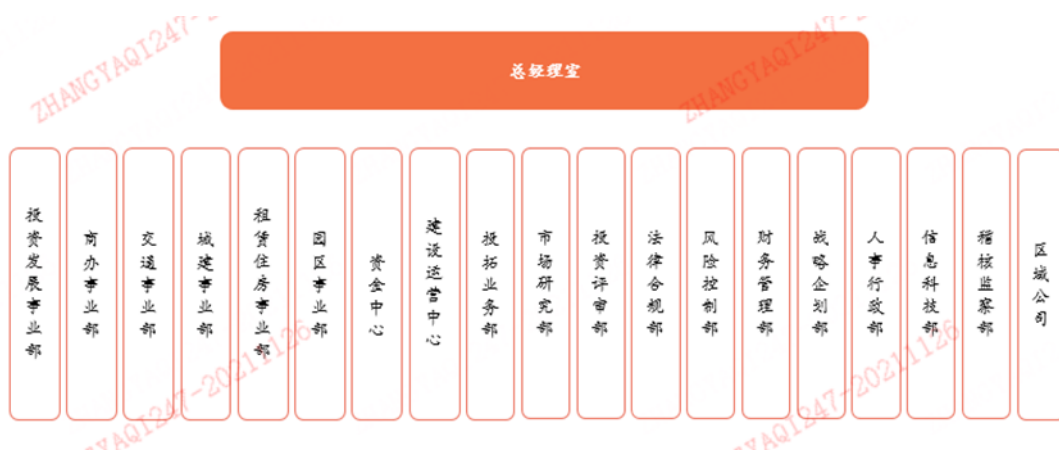 总经理室
投资发展事业部
商办事业部
交通事业部
城建事业部
租赁住房事业部
园区事业部
资金中心
建设运营中心
投拓业务部
市场研究部
投资评审部
法律合规部
风险控制部
财务管理部
战略企划部
人事行政部
信息科技部
稽核监察部
区域公司
ZHANGYAQI247-20211126